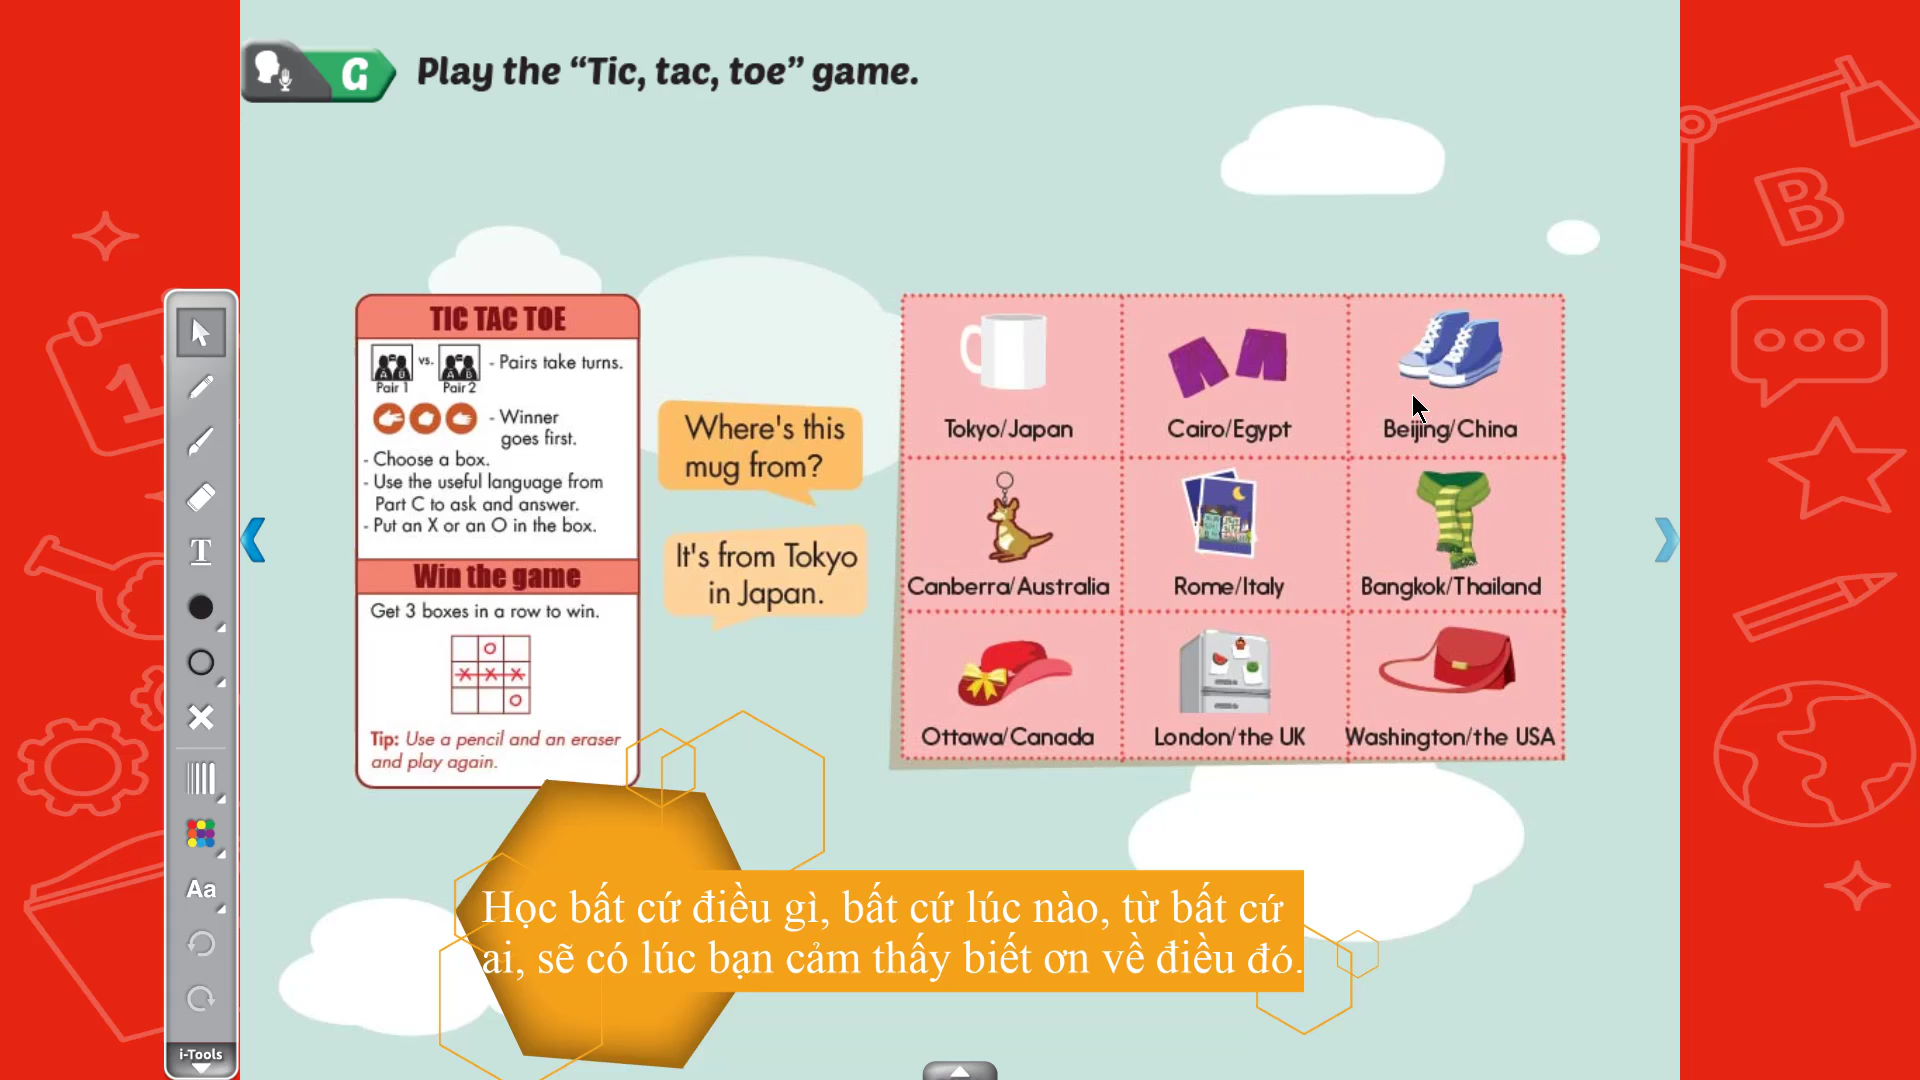 G Play the “Tic, tac, toe” game.
TIC TAC TOE
vs. - Pairs take turns.
A B A B
Pair 1 Pair 2
- Winner
goes first.
- Choose a box.
- Use the useful language from
Part C to ask and answer.
- Put an X or an O in the box.
Win the game
Get 3 boxes in a row to win.
O
X X X
O
Tip: Use a pencil and an eraser
and play again.
Where's this
mug from?
It's from Tokyo
in Japan.
Tokyo/Japan Cairo/Egypt Beijing/China
Canberra/Australia Rome/Italy Bangkok/Thailand
Ottawa/Canada London/the UK Washington/the USA
Học bất cứ điều gì, bất cứ lúc nào, từ bất cứ
ai, sẽ có lúc bạn cảm thấy biết ơn về điều đó.
T
Aa
i-Tools
1
B